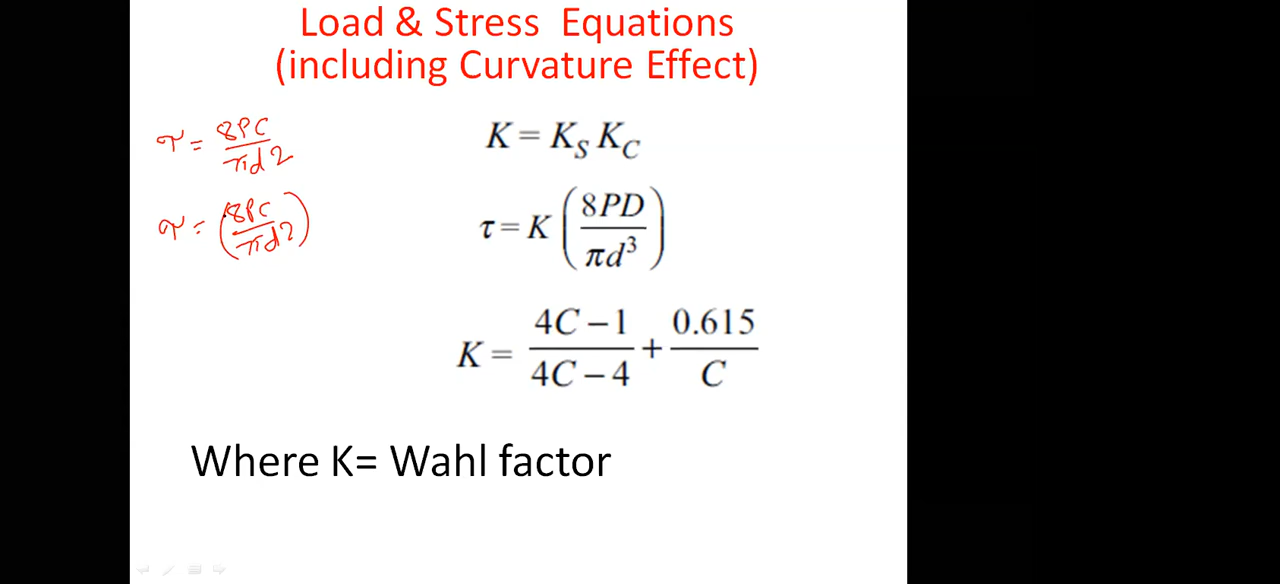 Load & Stress Equations
(including Curvature Effect)
τ = 8PC / πd2
K = K_S K_C
τ = (8PC / πd2)
τ = K (8PD / πd³)
K = (4C − 1) / (4C − 4) + 0.615 / C
Where K= Wahl factor